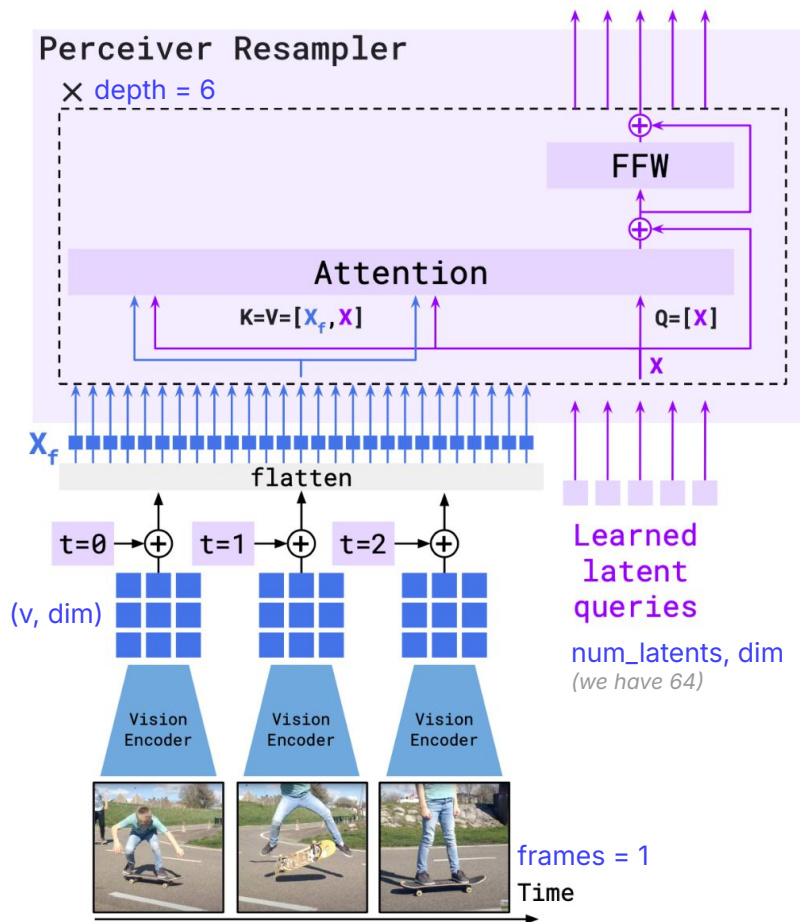 Perceiver Resampler
× depth = 6
FFW
Attention
K=V=[Xf,X]
Q=[X]
X
Xf
flatten
t=0
t=1
t=2
Learned
latent
queries
(v, dim)
num_latents, dim
(we have 64)
Vision
Encoder
Vision
Encoder
Vision
Encoder
frames = 1
Time